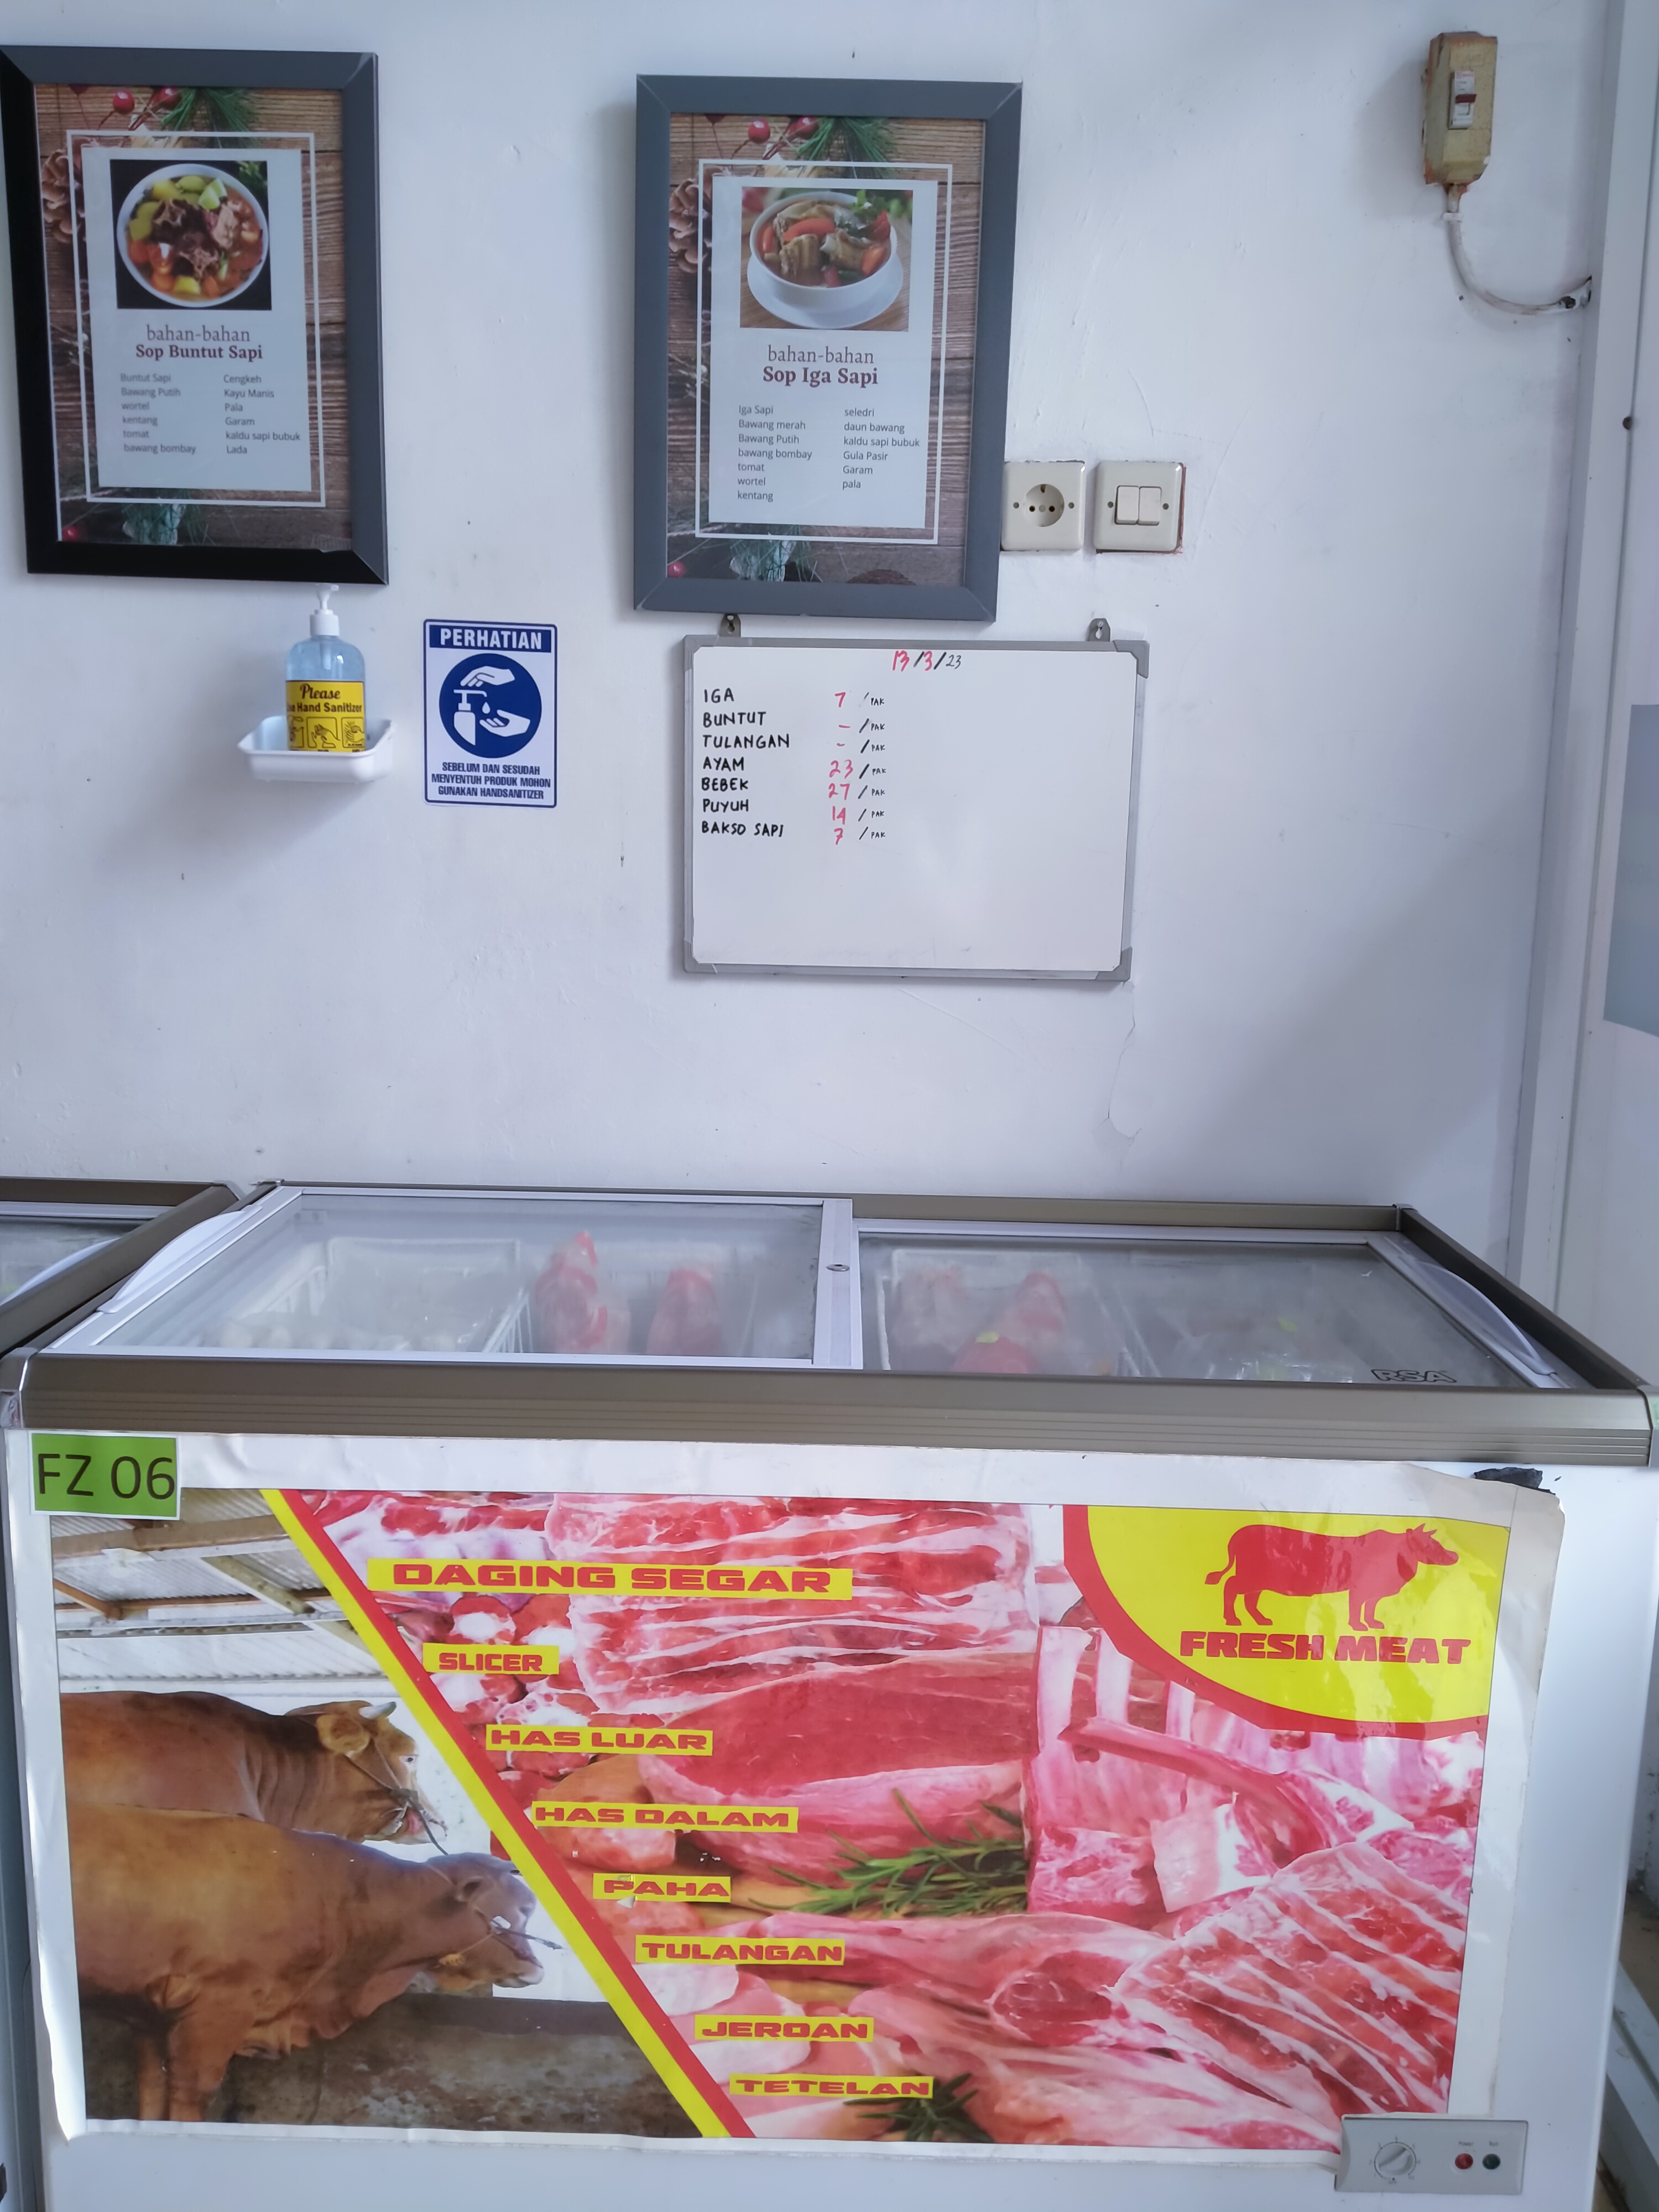 bahan-bahan
Sop Buntut Sapi
Buntut Sapi
Bawang Putih
wortel
kentang
tomat
bawang bombay
Cengkeh
Kayu Manis
Pala
Garam
kaldu sapi bubuk
Lada
bahan-bahan
Sop Iga Sapi
Iga Sapi
Bawang merah
Bawang Putih
bawang bombay
tomat
wortel
kentang
seledri
daun bawang
kaldu sapi bubuk
Gula Pasir
Garam
pala
Please
Hand Sanitizer
PERHATIAN
SEBELUM DAN SESUDAH
MENYENTUH PRODUK MOHON
GUNAKAN HANDSANITIZER
13/3/23
IGA 7 / PAK
BUNTUT - / PAK
TULANGAN - / PAK
AYAM 23 / PAK
BEBEK 27 / PAK
PUYUH 14 / PAK
BAKSO SAPI 7 / PAK
RSA
FZ 06
DAGING SEGAR
FRESH MEAT
SLICER
HAS LUAR
HAS DALAM
PAHA
TULANGAN
JEROAN
TETELAN